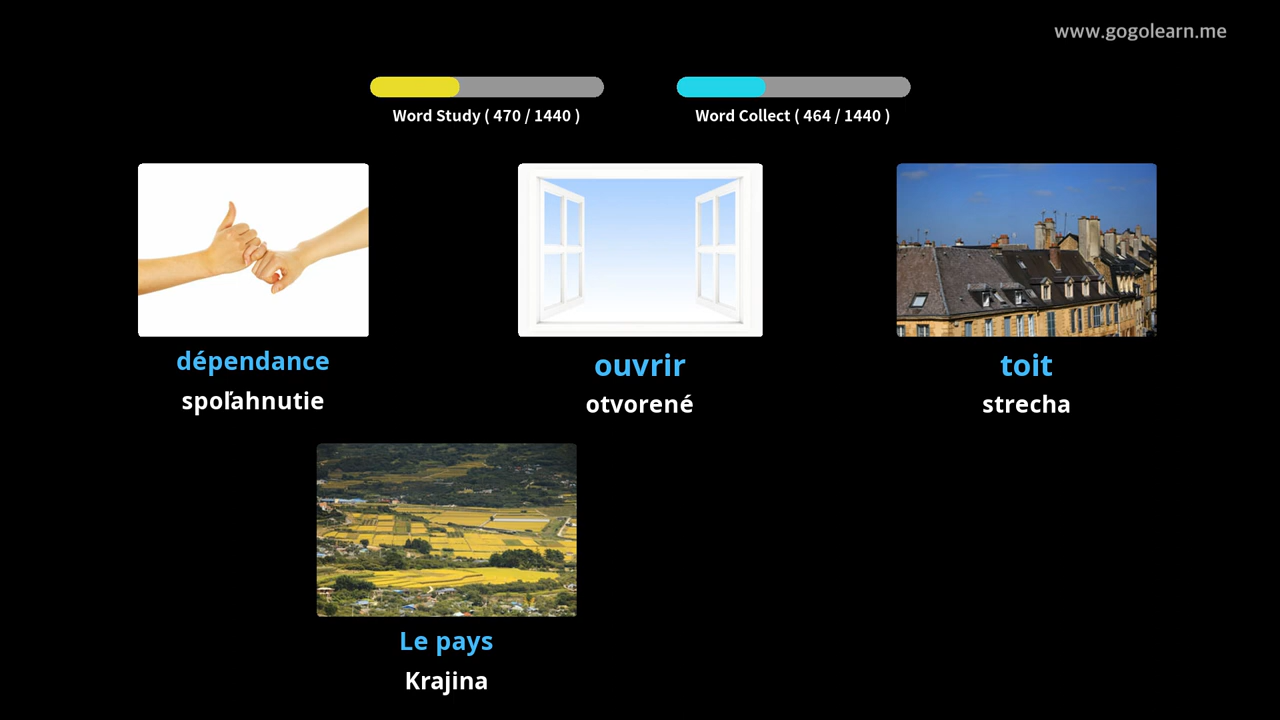 www.gogolearn.me
Word Study ( 470 / 1440 )
Word Collect ( 464 / 1440 )
dépendance
spoľahnutie
ouvrir
otvorené
toit
strecha
Le pays
Krajina